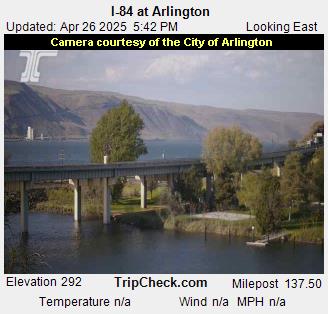 I-84 at Arlington
Updated: Apr 26 2025 5:42 PM Looking East
Camera courtesy of the City of Arlington
Elevation 292 TripCheck.com Milepost 137.50
Temperature n/a Wind n/a MPH n/a